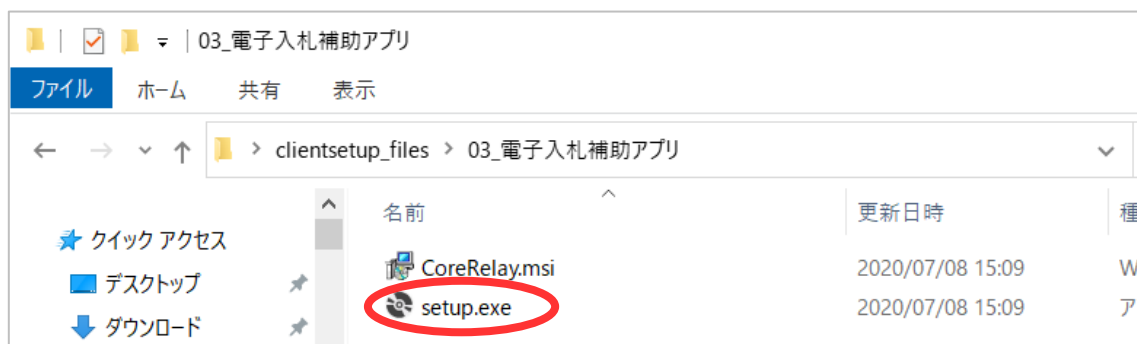 03_電子入札補助アプリ
ファイル ホーム 共有 表示
clientsetup_files > 03_電子入札補助アプリ
名前 更新日時 種
クイック アクセス
CoreRelay.msi 2020/07/08 15:09 W
デスクトップ
setup.exe 2020/07/08 15:09 ア
ダウンロード